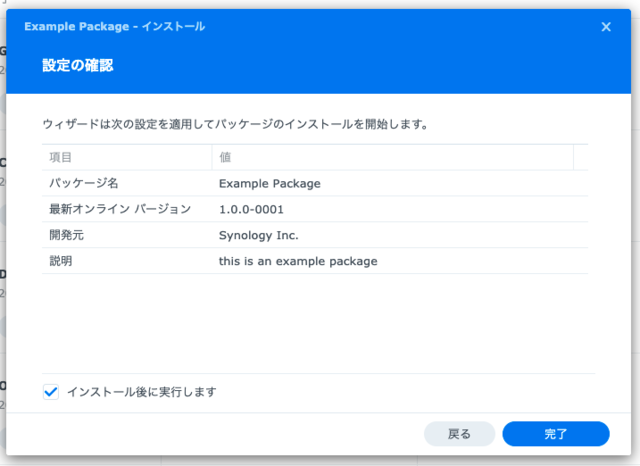 Example Package - インストール
設定の確認
ウィザードは次の設定を適用してパッケージのインストールを開始します。
項目 値
パッケージ名 Example Package
最新オンライン バージョン 1.0.0-0001
開発元 Synology Inc.
説明 this is an example package
インストール後に実行します
戻る 完了